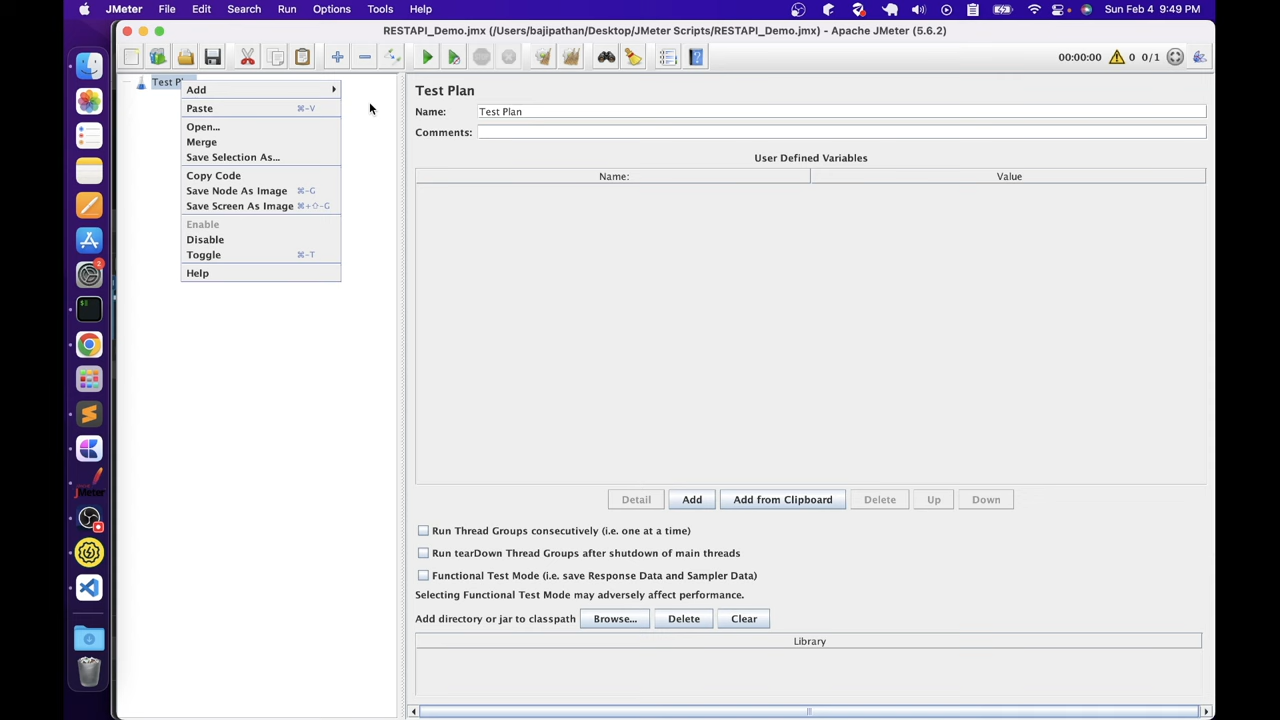 JMeter File Edit Search Run Options Tools Help Sun Feb 4 9:49 PM
RESTAPI_Demo.jmx (/Users/bajipathan/Desktop/JMeter Scripts/RESTAPI_Demo.jmx) - Apache JMeter (5.6.2)
00:00:00 0 0/1
Test Pl
Add
Paste ⌘-V
Open...
Merge
Save Selection As...
Copy Code
Save Node As Image ⌘-G
Save Screen As Image ⌘+⇧-G
Enable
Disable
Toggle ⌘-T
Help
Test Plan
Name: Test Plan
Comments:
User Defined Variables
Name: Value
Detail Add Add from Clipboard Delete Up Down
Run Thread Groups consecutively (i.e. one at a time)
Run tearDown Thread Groups after shutdown of main threads
Functional Test Mode (i.e. save Response Data and Sampler Data)
Selecting Functional Test Mode may adversely affect performance.
Add directory or jar to classpath Browse... Delete Clear
Library
2
JMeter